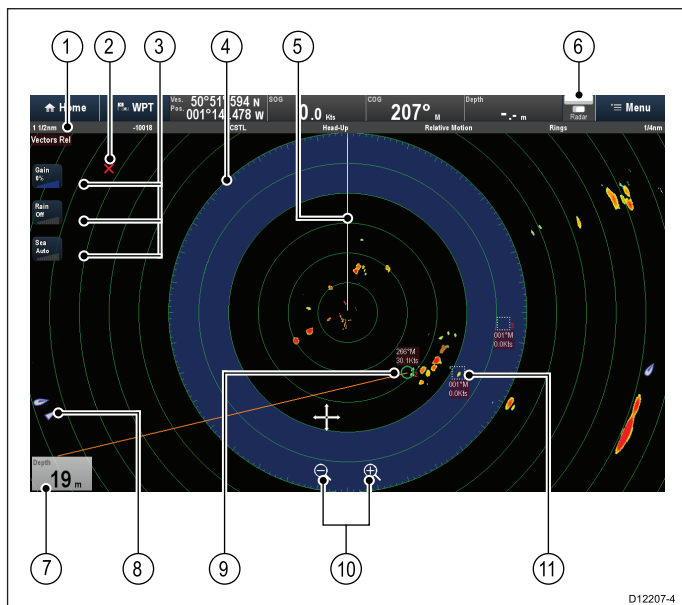 1 2 3 4 5 6
Home WPT Ves. Pos. 50°51'.594 N 001°14'.478 W SOG 0.0 Kts COG 207° M Depth -.- m Radar Menu
1 1/2nm -10018 CSTL Head-Up Relative Motion Rings 1/4nm
Vectors Rel
Gain
0%
Rain
Off
Sea
Auto
001°M
0.0Kts
266°M
30.1Kts
001°M
0.0Kts
Depth
19 m
7 8 9 10 11
D12207-4